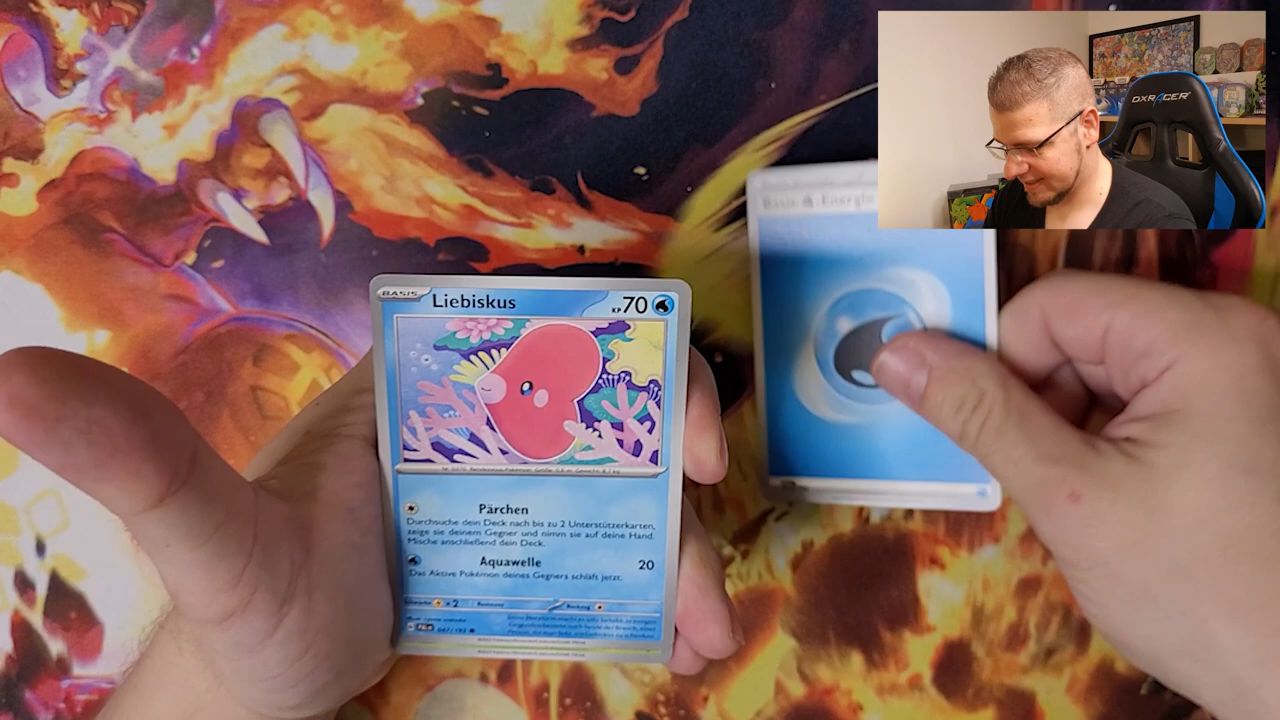 DXRACER
Basis -Energie
BASIS Liebiskus KP 70
Pärchen
Durchsuche dein Deck nach bis zu 2 Unterstützerkarten,
zeige sie deinem Gegner und nimm sie auf deine Hand.
Mische anschließend dein Deck.
Aquawelle 20
Das Aktive Pokémon deines Gegners schläft jetzt.
Schwäche ×2 Resistenz Rückzug